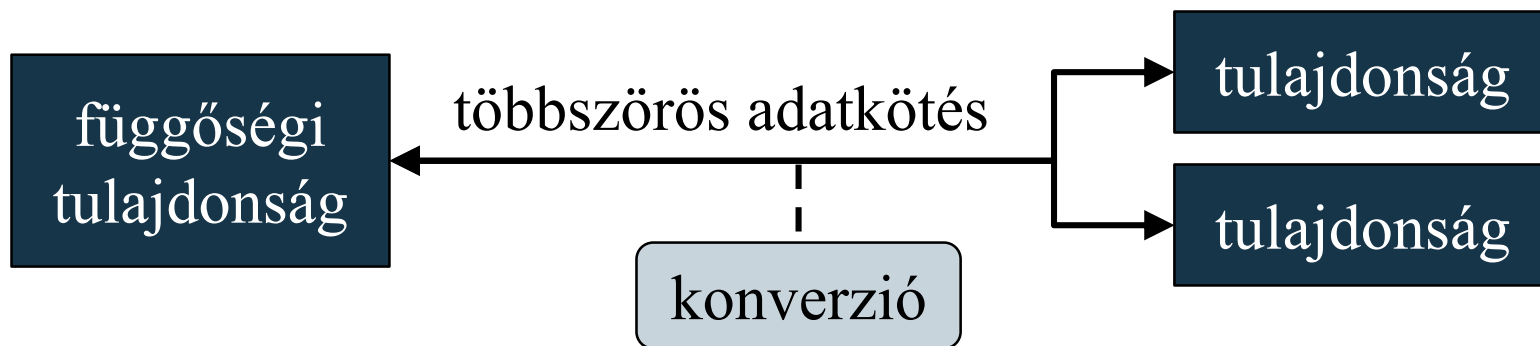 függőségi
tulajdonság
többszörös adatkötés
tulajdonság
tulajdonság
konverzió